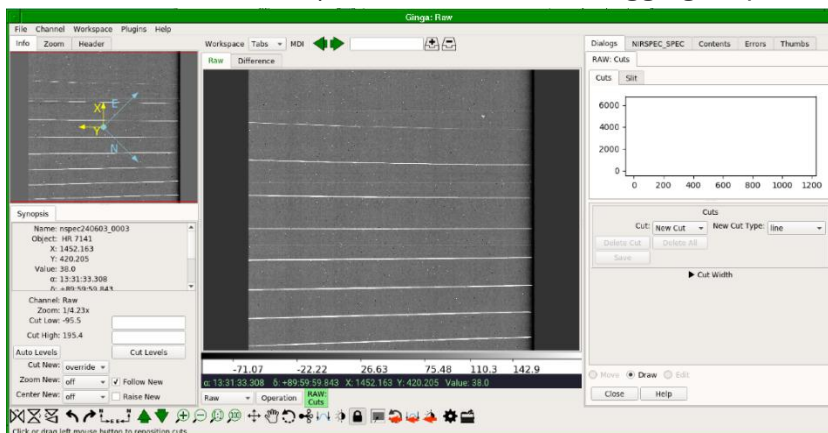 Ginga: Raw
File Channel Workspace Plugins Help
Info Zoom Header
Workspace Tabs MDI
Dialogs NIRSPEC_SPEC Contents Errors Thumbs
Raw Difference
RAW: Cuts
Cuts Slit
X
E
Y
N
6000
4000
2000
0
0 200 400 600 800 1000 1200
Synopsis
Name: nspec240603_0003
Object: HR 7141
X: 1452.163
Y: 420.205
Value: 38.0
α: 13:31:33.308
δ: +89:59:59.843
Channel: Raw
Zoom: 1/4.23x
Cut Low: -95.5
Cut High: 195.4
Auto Levels Cut Levels
Cut New: override
Zoom New: off Follow New
Center New: off Raise New
Cuts
Cut: New Cut New Cut Type: line
Delete Cut Delete All
Save
Cut Width
-71.07 -22.22 26.63 75.48 110.3 142.9
α: 13:31:33.308 δ: +89:59:59.843 X: 1452.163 Y: 420.205 Value: 38.0
Raw Operation RAW: Cuts
Move Draw Edit
Close Help
Click or drag left mouse button to reposition cuts